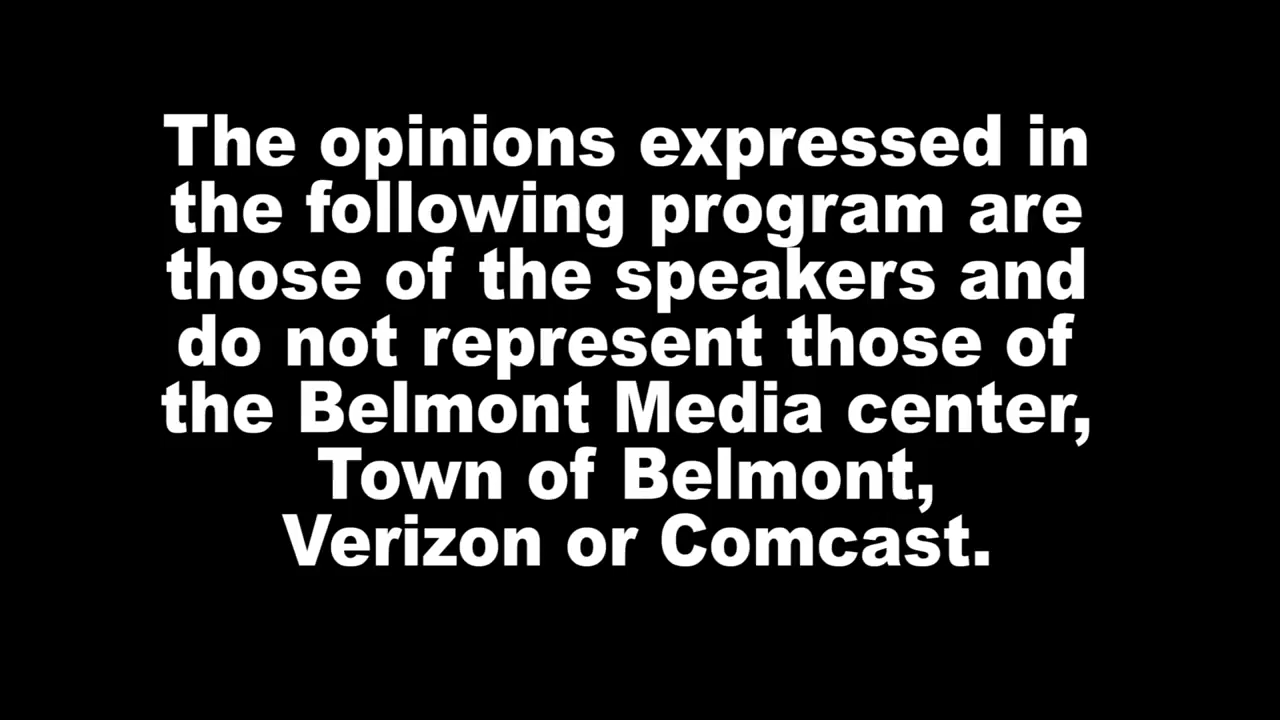 The opinions expressed in
the following program are
those of the speakers and
do not represent those of
the Belmont Media center,
Town of Belmont,
Verizon or Comcast.